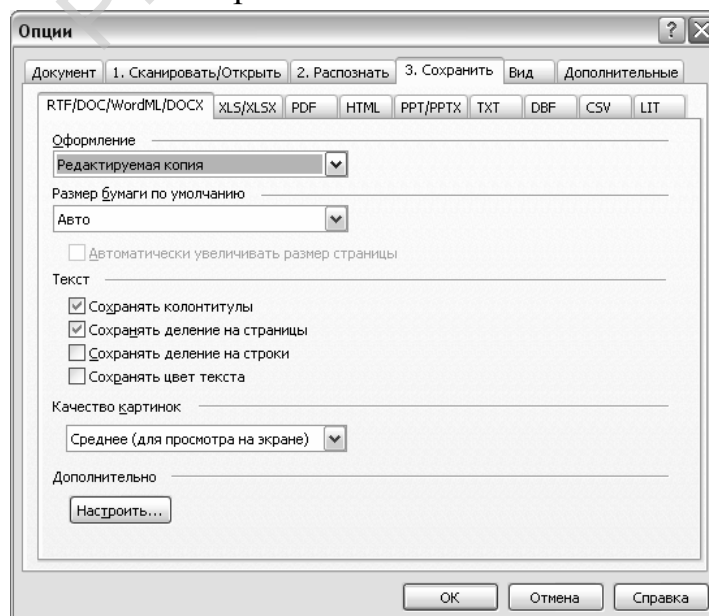 Опции
Документ 1. Сканировать/Открыть 2. Распознать 3. Сохранить Вид Дополнительные
RTF/DOC/WordML/DOCX XLS/XLSX PDF HTML PPT/PPTX TXT DBF CSV LIT
Оформление
Редактируемая копия
Размер бумаги по умолчанию
Авто
Автоматически увеличивать размер страницы
Текст
Сохранять колонтитулы
Сохранять деление на страницы
Сохранять деление на строки
Сохранять цвет текста
Качество картинок
Среднее (для просмотра на экране)
Дополнительно
Настроить...
ОК Отмена Справка